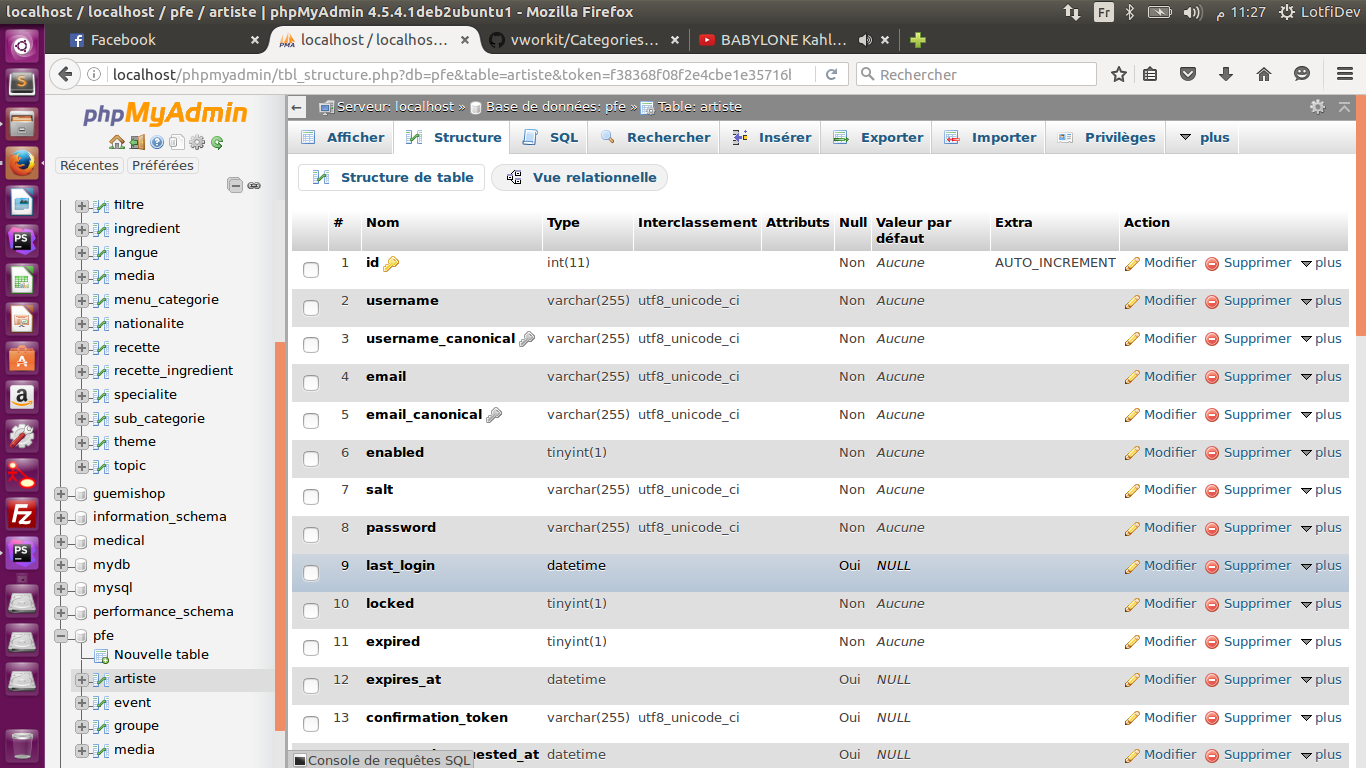 localhost / localhost / pfe / artiste | phpMyAdmin 4.5.4.1deb2ubuntu1 - Mozilla Firefox
Fr
11:27 م
LotfiDev
Facebook
localhost / localhos…
vworkit/Categories…
BABYLONE Kahl…
localhost/phpmyadmin/tbl_structure.php?db=pfe&table=artiste&token=f38368f08f2e4cbe1e35716l
Rechercher
phpMyAdmin
Récentes
Préférées
filtre
ingredient
langue
media
menu_categorie
nationalite
recette
recette_ingredient
specialite
sub_categorie
theme
topic
guemishop
information_schema
medical
mydb
mysql
performance_schema
pfe
Nouvelle table
artiste
event
groupe
media
Serveur: localhost » Base de données: pfe » Table: artiste
Afficher Structure SQL Rechercher Insérer Exporter Importer Privilèges plus
Structure de table Vue relationnelle
# Nom Type Interclassement Attributs Null Valeur par défaut Extra Action
1 id int(11) Non Aucune AUTO_INCREMENT Modifier Supprimer plus
2 username varchar(255) utf8_unicode_ci Non Aucune Modifier Supprimer plus
3 username_canonical varchar(255) utf8_unicode_ci Non Aucune Modifier Supprimer plus
4 email varchar(255) utf8_unicode_ci Non Aucune Modifier Supprimer plus
5 email_canonical varchar(255) utf8_unicode_ci Non Aucune Modifier Supprimer plus
6 enabled tinyint(1) Non Aucune Modifier Supprimer plus
7 salt varchar(255) utf8_unicode_ci Non Aucune Modifier Supprimer plus
8 password varchar(255) utf8_unicode_ci Non Aucune Modifier Supprimer plus
9 last_login datetime Oui NULL Modifier Supprimer plus
10 locked tinyint(1) Non Aucune Modifier Supprimer plus
11 expired tinyint(1) Non Aucune Modifier Supprimer plus
12 expires_at datetime Oui NULL Modifier Supprimer plus
13 confirmation_token varchar(255) utf8_unicode_ci Oui NULL Modifier Supprimer plus
ested_at datetime Oui NULL Modifier Supprimer plus
Console de requêtes SQL